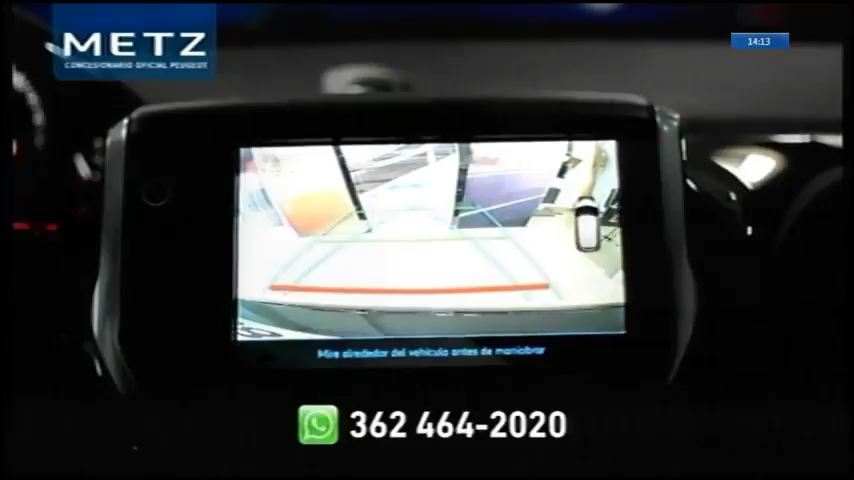 METZ
CONCESIONARIO OFICIAL PEUGEOT
14:13
Mire alrededor del vehículo antes de maniobrar
362 464-2020